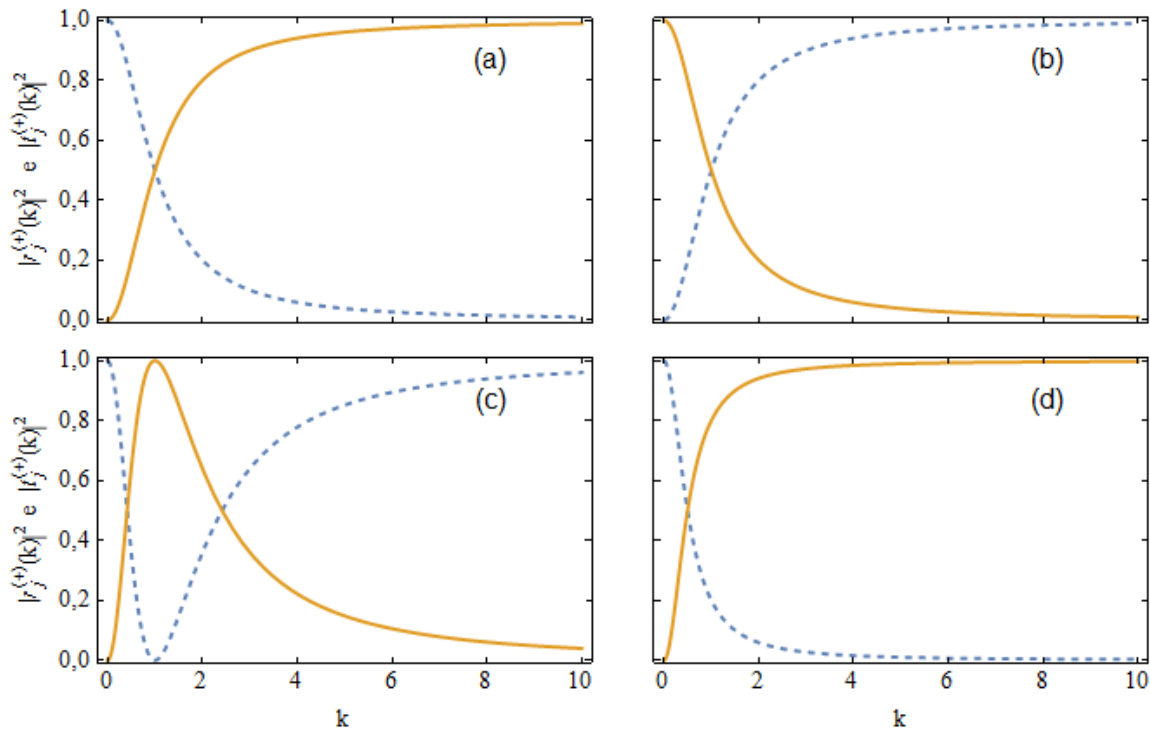 1,0
0,8
0,6
0,4
0,2
0,0
|r_j^(+)(k)|^2 e |t_j^(+)(k)|^2
(a)
(b)
1,0
0,8
0,6
0,4
0,2
0,0
|r_j^(+)(k)|^2 e |t_j^(+)(k)|^2
(c)
(d)
0 2 4 6 8 10
0 2 4 6 8 10
k
k